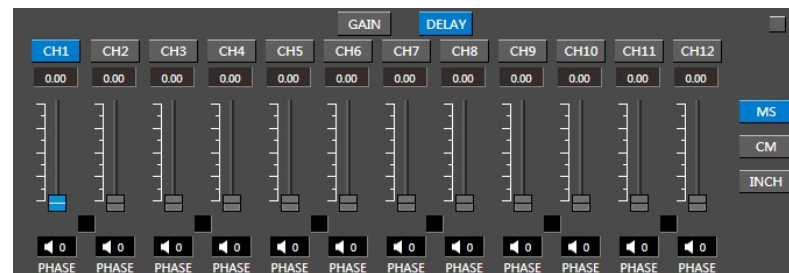 GAIN DELAY
CH1 CH2 CH3 CH4 CH5 CH6 CH7 CH8 CH9 CH10 CH11 CH12
0.00 0.00 0.00 0.00 0.00 0.00 0.00 0.00 0.00 0.00 0.00 0.00
MS
CM
INCH
0 0 0 0 0 0 0 0 0 0 0 0
PHASE PHASE PHASE PHASE PHASE PHASE PHASE PHASE PHASE PHASE PHASE PHASE